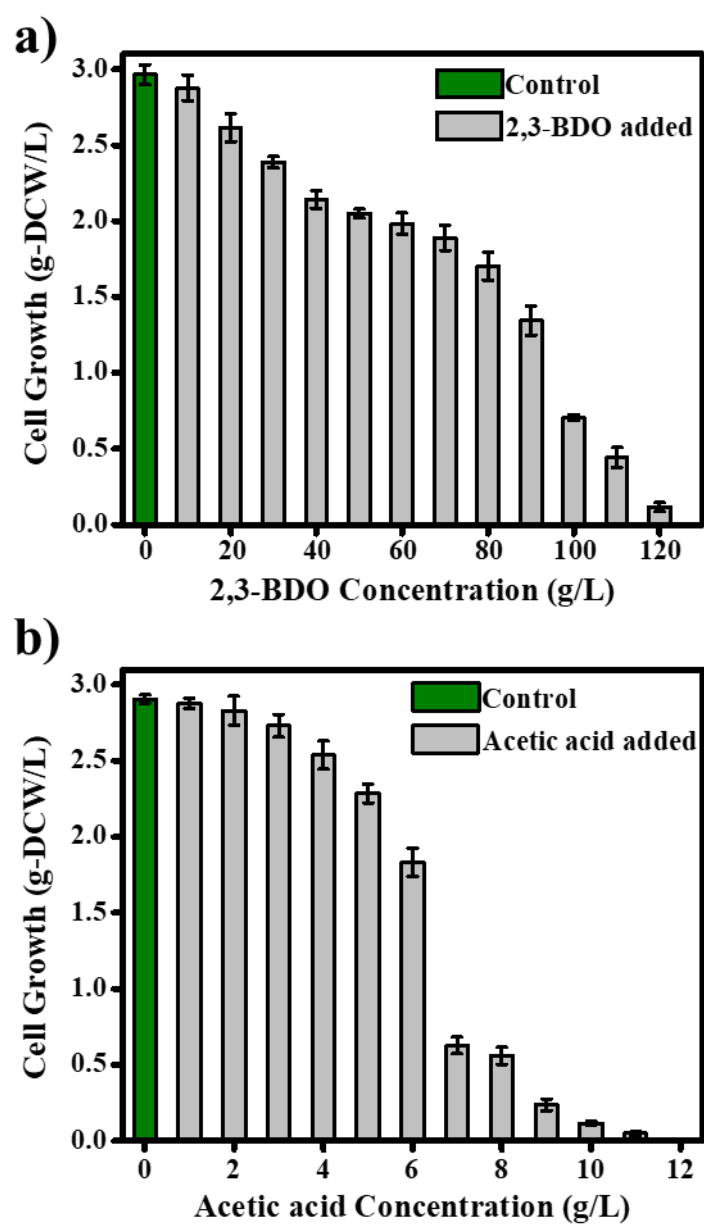 a)
Cell Growth (g-DCW/L)
3.0
2.5
2.0
1.5
1.0
0.5
0.0
Control
2,3-BDO added
0 20 40 60 80 100 120
2,3-BDO Concentration (g/L)
b)
Cell Growth (g-DCW/L)
3.0
2.5
2.0
1.5
1.0
0.5
0.0
Control
Acetic acid added
0 2 4 6 8 10 12
Acetic acid Concentration (g/L)